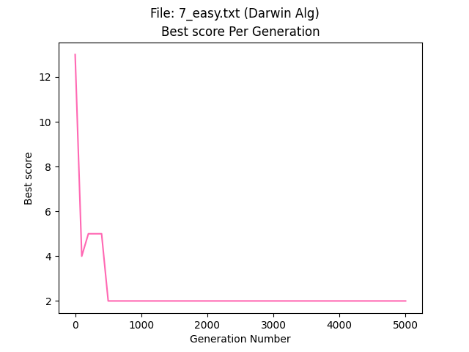 File: 7_easy.txt (Darwin Alg)
Best score Per Generation
12
10
8
6
4
2
Best score
0 1000 2000 3000 4000 5000
Generation Number